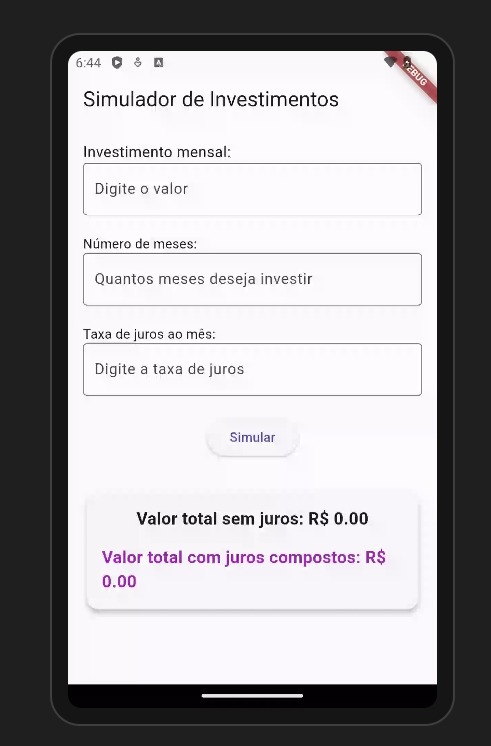 6:44
DEBUG
Simulador de Investimentos
Investimento mensal:
Digite o valor
Número de meses:
Quantos meses deseja investir
Taxa de juros ao mês:
Digite a taxa de juros
Simular
Valor total sem juros: R$ 0.00
Valor total com juros compostos: R$
0.00